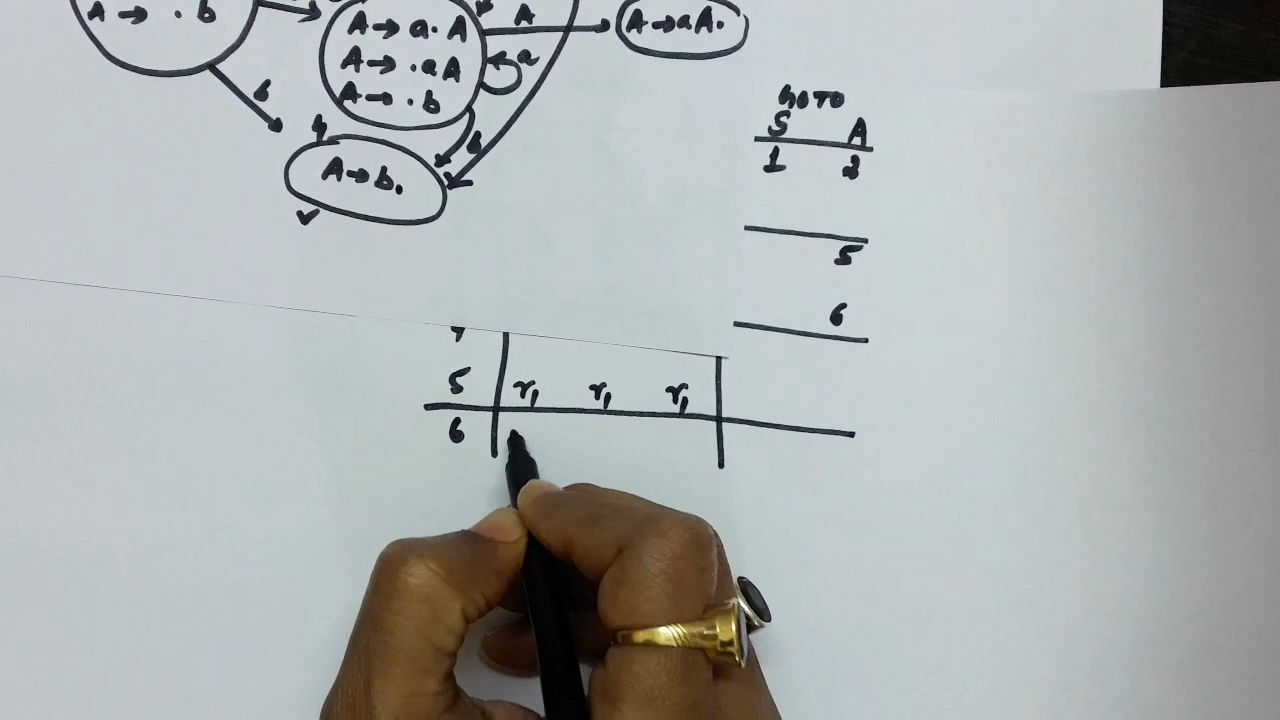 A → . b
A → a . A
A → . a A
A → . b
A
a
A → a A .
b
b
4
A → b .
GOTO
S A
1 2
5
6
5 r1 r1 r1
6